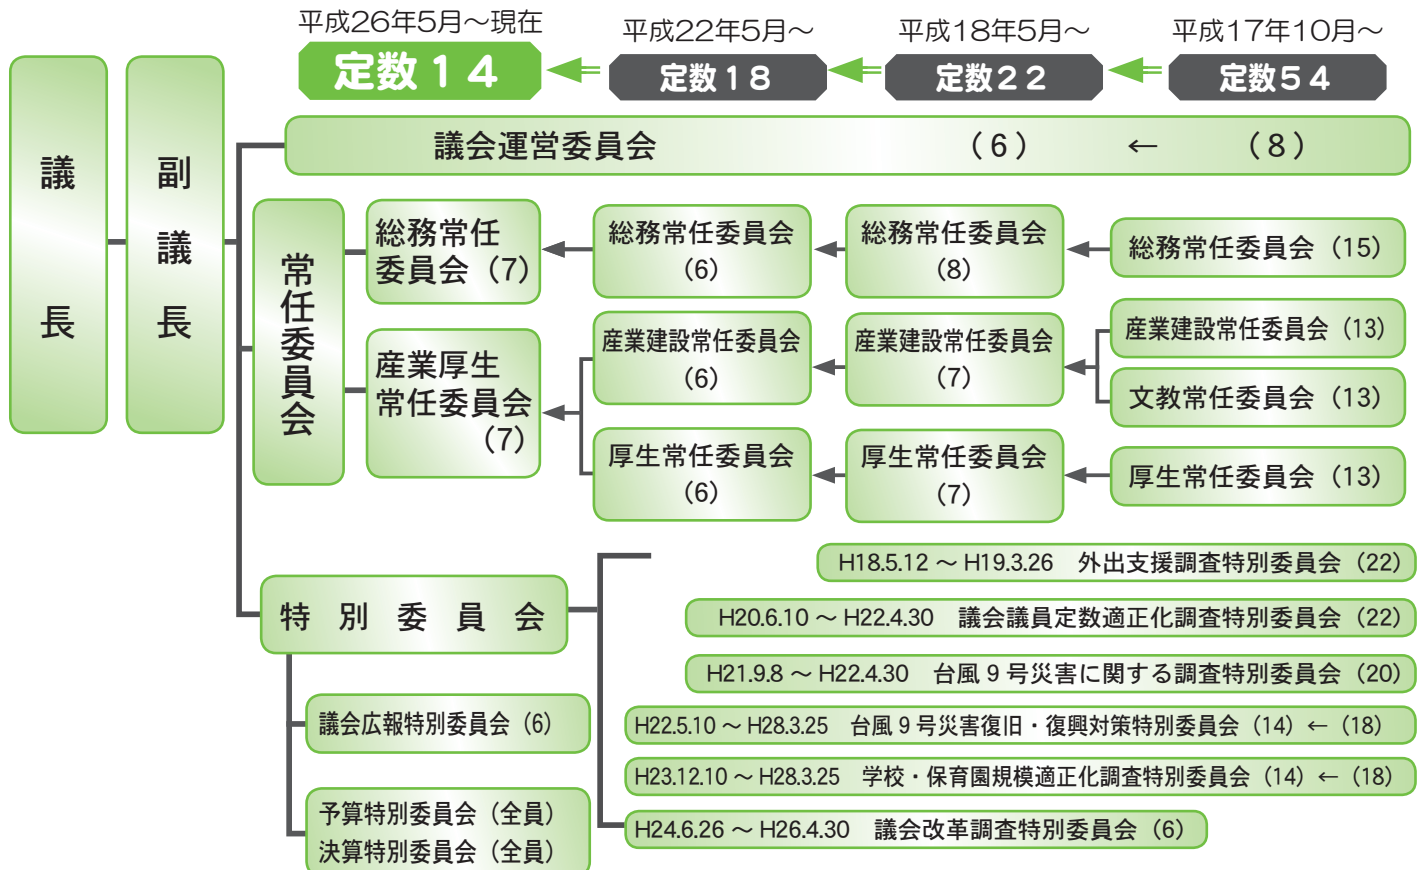 平成26年5月～現在
平成22年5月～
平成18年5月～
平成17年10月～
定数14
定数18
定数22
定数54
議長
副議長
議会運営委員会　（6）　←　（8）
常任委員会
総務常任
委員会（7）
総務常任委員会
（6）
総務常任委員会
（8）
総務常任委員会（15）
産業厚生
常任委員会
（7）
産業建設常任委員会
（6）
産業建設常任委員会
（7）
産業建設常任委員会（13）
文教常任委員会（13）
厚生常任委員会
（6）
厚生常任委員会
（7）
厚生常任委員会（13）
特別委員会
議会広報特別委員会（6）
予算特別委員会（全員）
決算特別委員会（全員）
H18.5.12～H19.3.26　外出支援調査特別委員会（22）
H20.6.10～H22.4.30　議会議員定数適正化調査特別委員会（22）
H21.9.8～H22.4.30　台風9号災害に関する調査特別委員会（20）
H22.5.10～H28.3.25　台風9号災害復旧・復興対策特別委員会（14）←（18）
H23.12.10～H28.3.25　学校・保育園規模適正化調査特別委員会（14）←（18）
H24.6.26～H26.4.30　議会改革調査特別委員会（6）